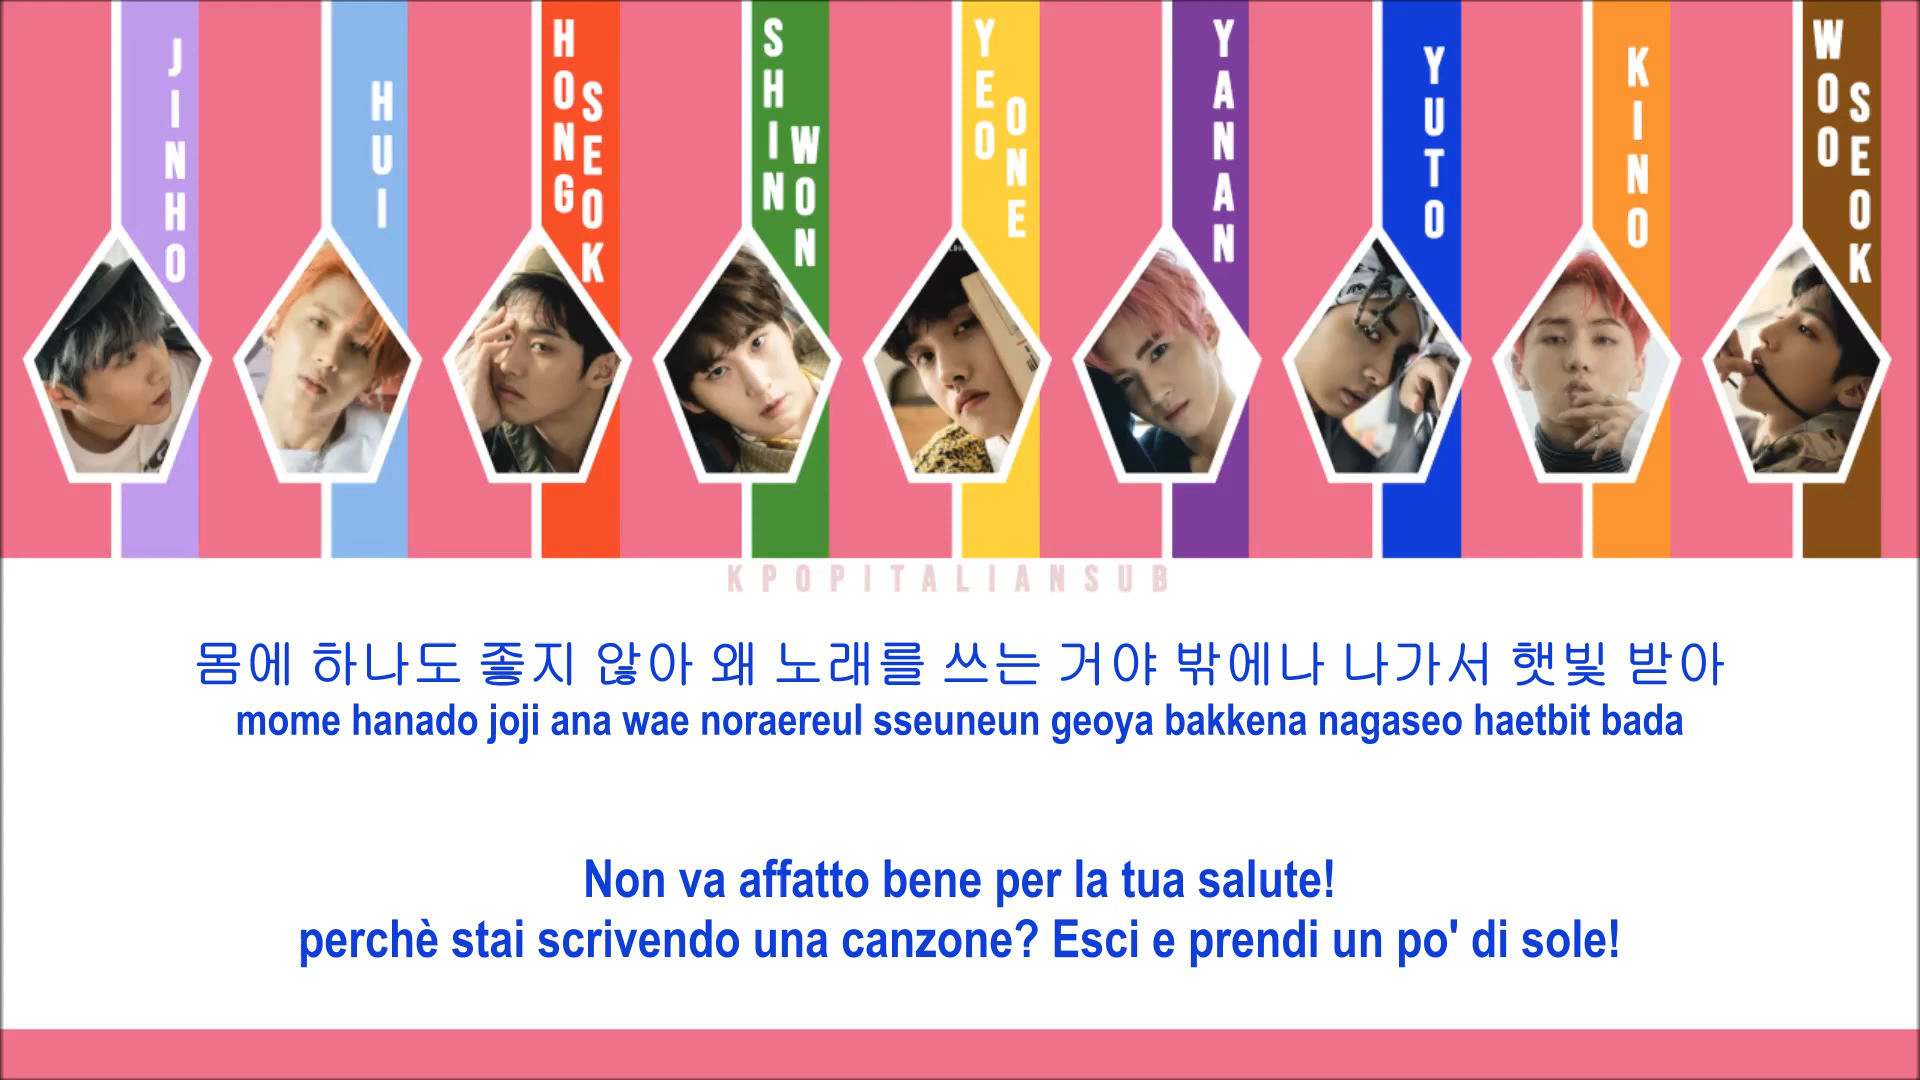 JINHO
HUI
HONG
SEOK
SHIN
WON
YEO
ONE
YANAN
YUTO
KINO
WOO
SEOK
KPOPITALIANSUB
몸에 하나도 좋지 않아 왜 노래를 쓰는 거야 밖에나 나가서 햇빛 받아
mome hanado joji ana wae noraereul sseuneun geoya bakkena nagaseo haetbit bada
Non va affatto bene per la tua salute!
perchè stai scrivendo una canzone? Esci e prendi un po' di sole!